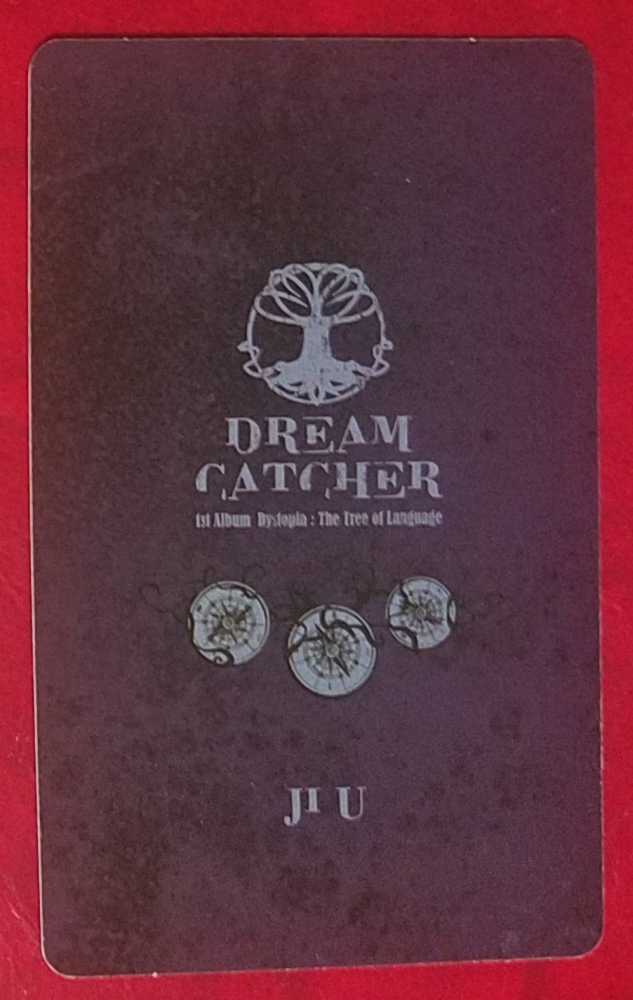 DREAM
CATCHER
1st Album Dystopia : The Tree of Language
JI U